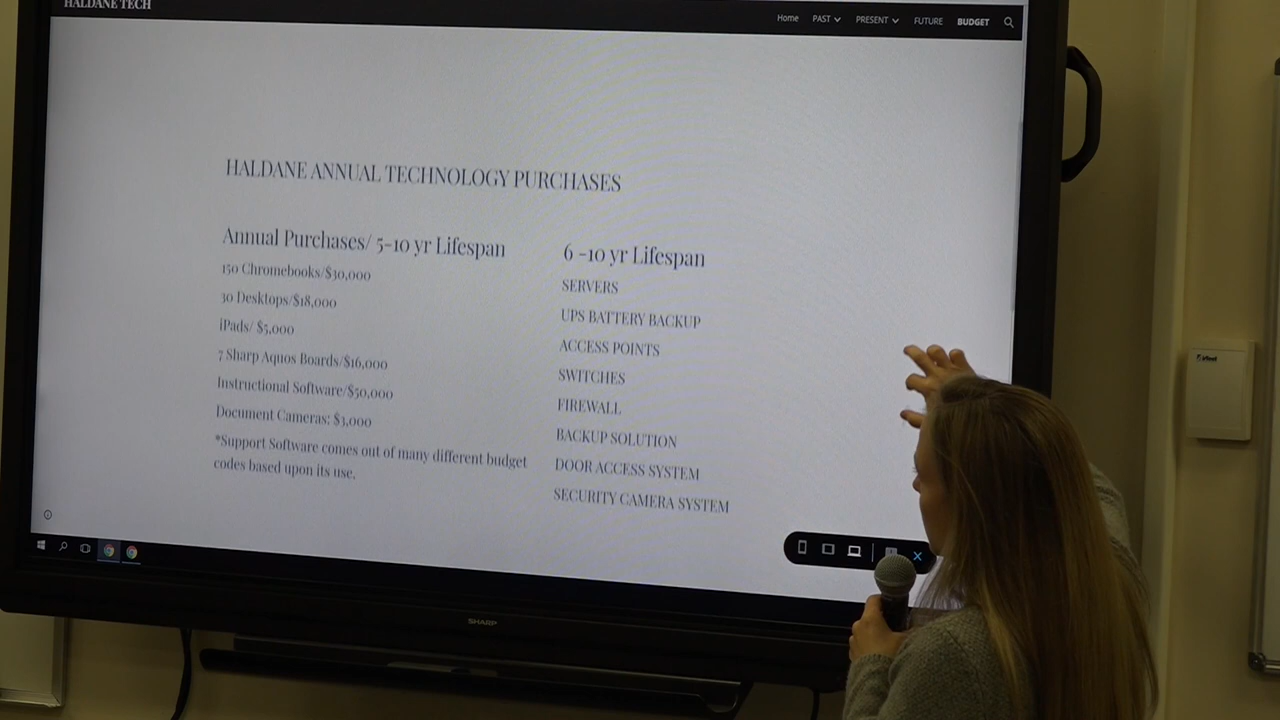 HALDANE TECH
Home PAST PRESENT FUTURE BUDGET
HALDANE ANNUAL TECHNOLOGY PURCHASES
Annual Purchases/ 5-10 yr Lifespan
150 Chromebooks/$30,000
30 Desktops/$18,000
iPads/ $5,000
7 Sharp Aquos Boards/$16,000
Instructional Software/$50,000
Document Cameras: $3,000
*Support Software comes out of many different budget
codes based upon its use.
6 -10 yr Lifespan
SERVERS
UPS BATTERY BACKUP
ACCESS POINTS
SWITCHES
FIREWALL
BACKUP SOLUTION
DOOR ACCESS SYSTEM
SECURITY CAMERA SYSTEM
SHARP